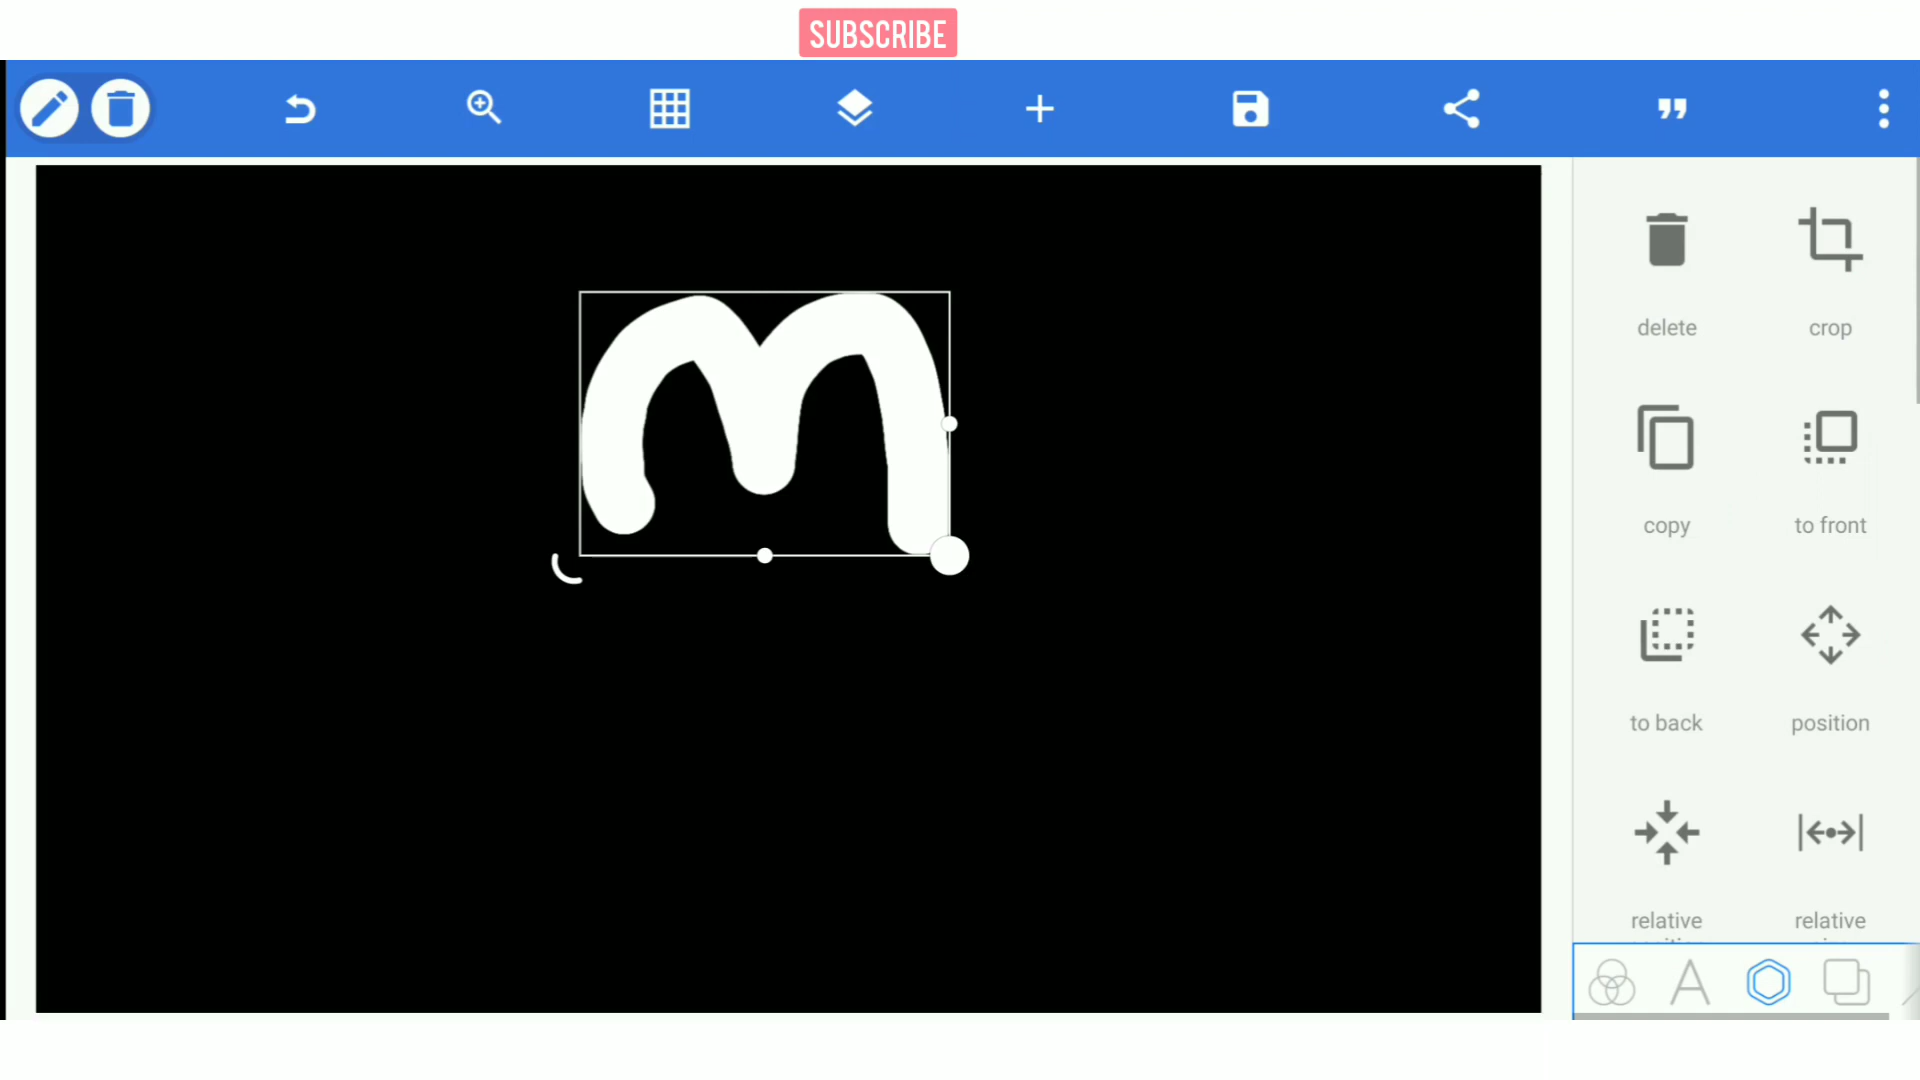 SUBSCRIBE
m
delete
crop
copy
to front
to back
position
relative
relative